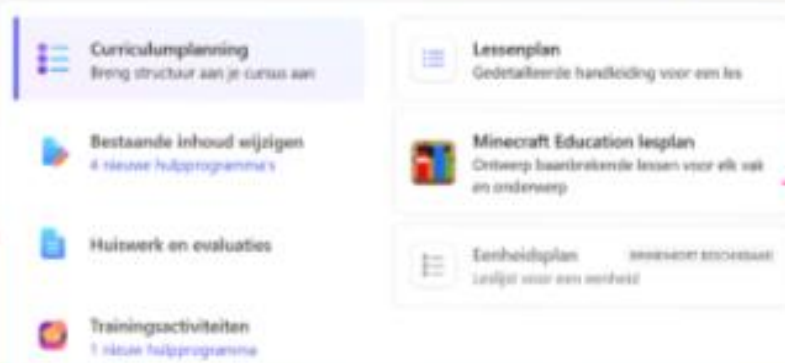 Curriculumplanning
Breng structuur aan je cursus aan
Bestaande inhoud wijzigen
4 nieuwe hulpprogramma's
Huiswerk en evaluaties
Trainingsactiviteiten
1 nieuw hulpprogramma
Lessenplan
Gedetailleerde handleiding voor een les
Minecraft Education lesplan
Ontwerp baanbrekende lessen voor elk vak
en onderwerp
Eenheidsplan BINNENKORT BESCHIKBAAR
Leslijst voor een eenheid